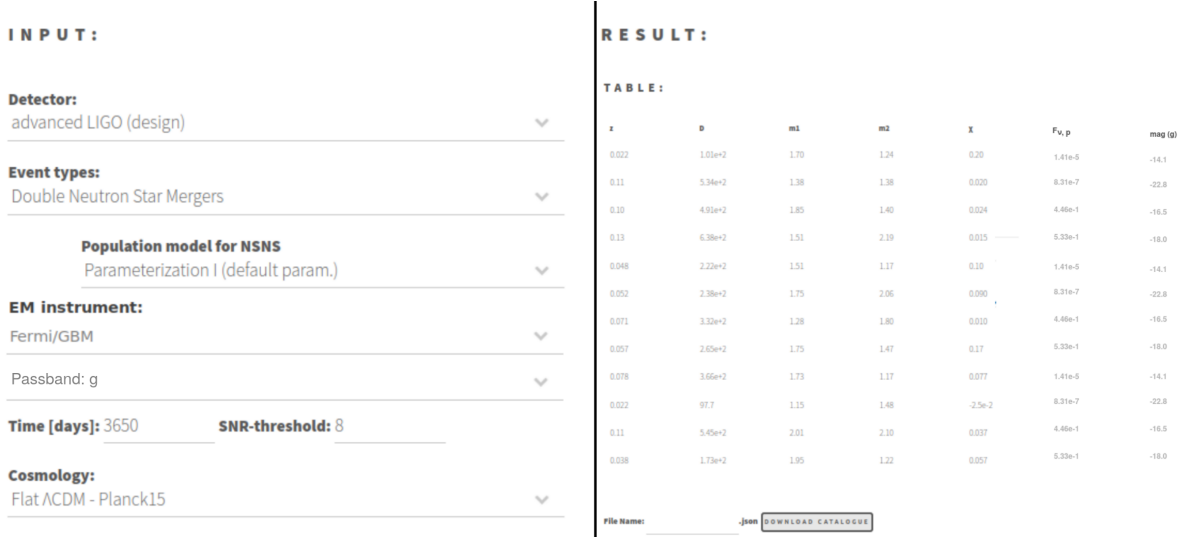 INPUT:
Detector:
advanced LIGO (design)
Event types:
Double Neutron Star Mergers
Population model for NSNS
Parameterization I (default param.)
EM instrument:
Fermi/GBM
Passband: g
Time [days]: 3650 SNR-threshold: 8
Cosmology:
Flat ΛCDM - Planck15
RESULT:
TABLE:
z D m1 m2 χ Fν, p mag (g)
0.022 1.01e+2 1.70 1.24 0.20 1.41e-5 -14.1
0.11 5.34e+2 1.38 1.38 0.020 8.31e-7 -22.8
0.10 4.91e+2 1.85 1.40 0.024 4.46e-1 -16.5
0.13 6.38e+2 1.51 2.19 0.015 5.33e-1 -18.0
0.048 2.22e+2 1.51 1.17 0.10 1.41e-5 -14.1
0.052 2.38e+2 1.75 2.06 0.090 8.31e-7 -22.8
0.071 3.32e+2 1.28 1.80 0.010 4.46e-1 -16.5
0.057 2.65e+2 1.75 1.47 0.17 5.33e-1 -18.0
0.078 3.66e+2 1.73 1.17 0.077 1.41e-5 -14.1
0.022 97.7 1.15 1.48 -2.5e-2 8.31e-7 -22.8
0.11 5.45e+2 2.01 2.10 0.037 4.46e-1 -16.5
0.038 1.73e+2 1.95 1.22 0.057 5.33e-1 -18.0
File Name: .json DOWNLOAD CATALOGUE